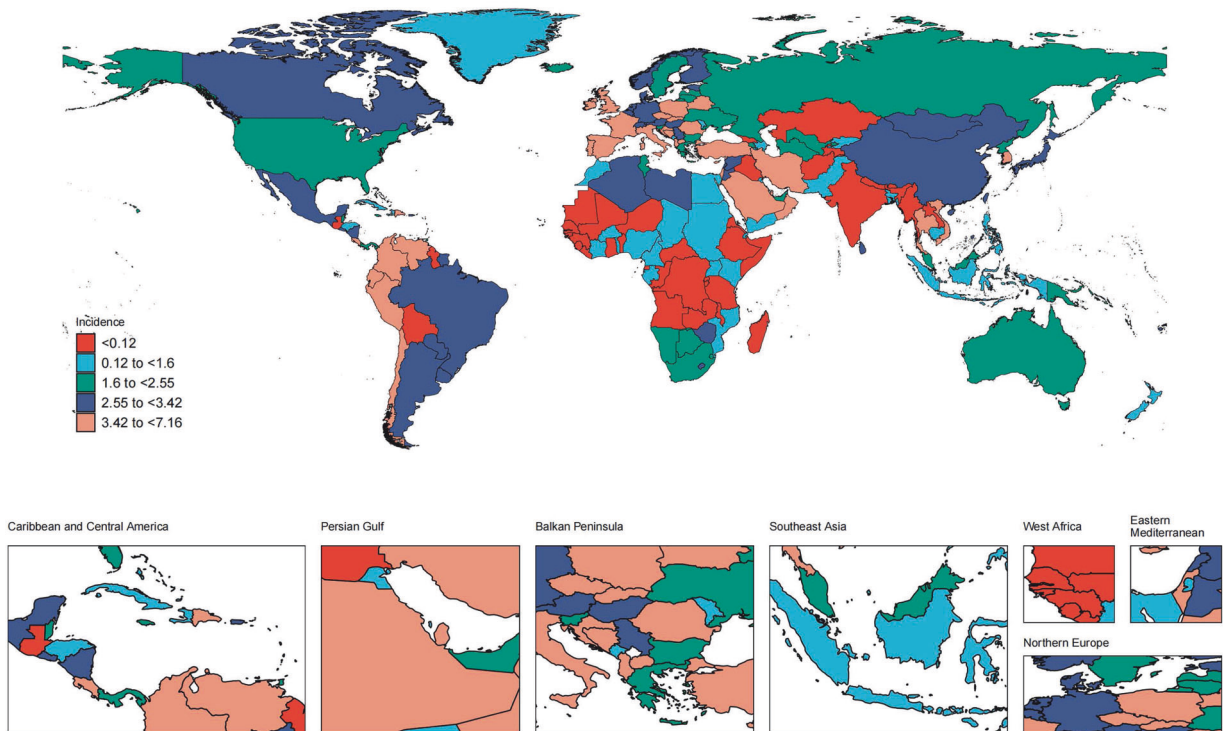 Incidence
<0.12
0.12 to <1.6
1.6 to <2.55
2.55 to <3.42
3.42 to <7.16
Caribbean and Central America
Persian Gulf
Balkan Peninsula
Southeast Asia
West Africa
Eastern
Mediterranean
Northern Europe